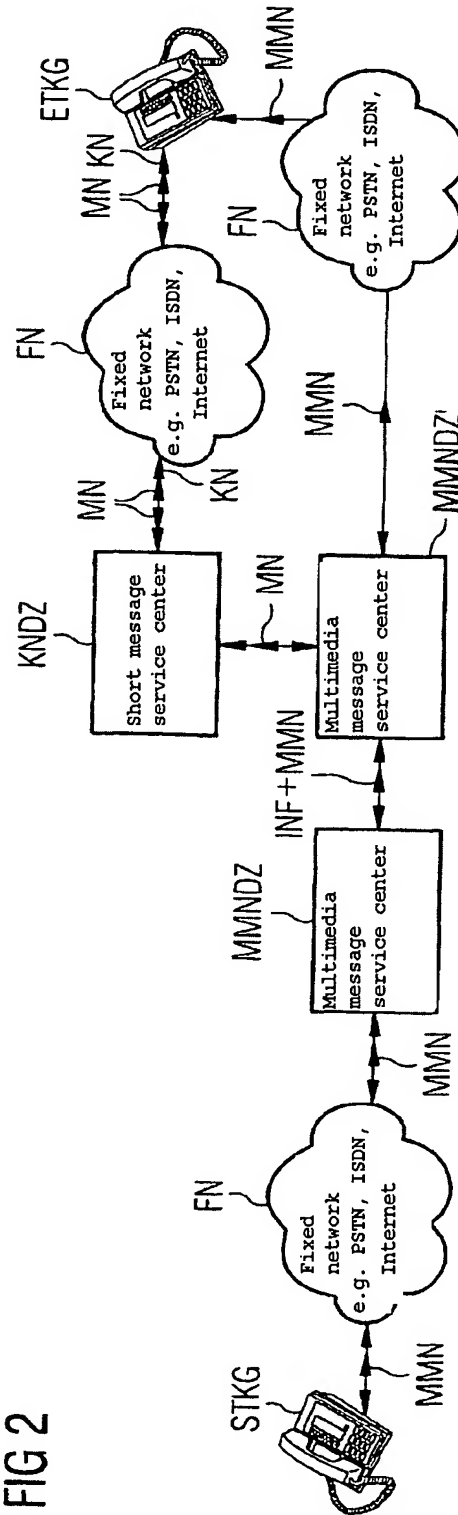 FIG 2
STKG
MMN
FN
Fixed
network
e.g. PSTN, ISDN,
Internet
MMN
MMNDZ
Multimedia
message
service center
INF+MMN
MMNDZ'
Multimedia
message
service center
MN
KNDZ
Short message
service center
MN
KN
FN
Fixed
network
e.g. PSTN, ISDN,
Internet
MN
KN
ETKG
MMN
FN
Fixed
network
e.g. PSTN, ISDN,
Internet
MMN